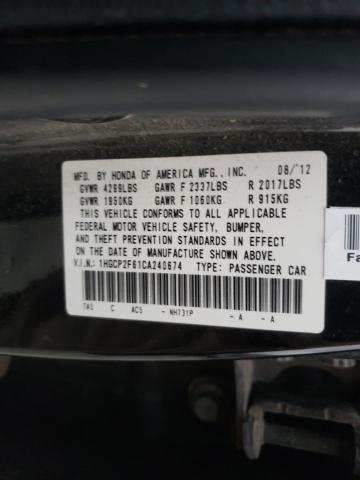 MFD. BY HONDA OF AMERICA MFG., INC. 08/12
GVWR 4299LBS GAWR F 2337LBS R 2017LBS
GVWR 1950KG GAWR F 1060KG R 915KG
THIS VEHICLE CONFORMS TO ALL APPLICABLE
FEDERAL MOTOR VEHICLE SAFETY, BUMPER,
AND THEFT PREVENTION STANDARDS IN EFFECT
ON THE DATE OF MANUFACTURE SHOWN ABOVE.
V.I.N.: 1HGCP2F61CA240674 TYPE: PASSENGER CAR
TA5 C AC5 - NH731P - A - A
Fa